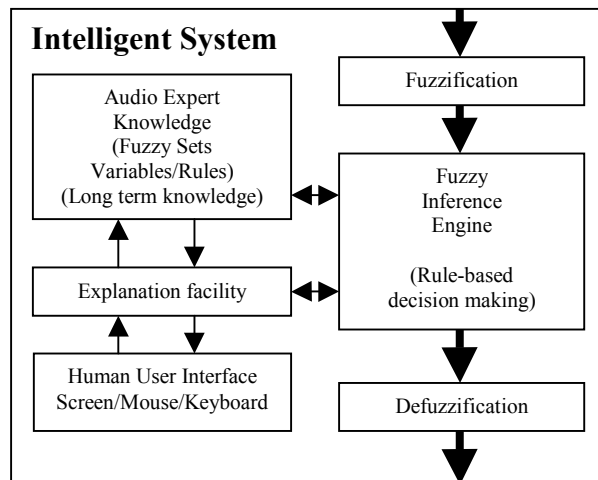 Intelligent System
Fuzzification
Audio Expert
Knowledge
(Fuzzy Sets
Variables/Rules)
(Long term knowledge)
Fuzzy
Inference
Engine
(Rule-based
decision making)
Explanation facility
Human User Interface
Screen/Mouse/Keyboard
Defuzzification